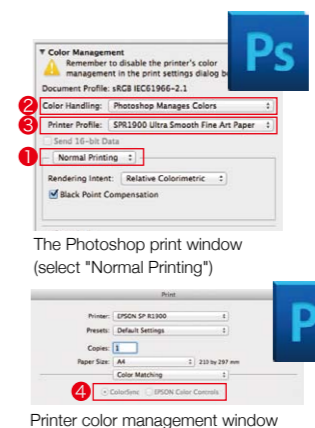 Ps
▼ Color Management
Remember to disable the printer's color
management in the print settings dialog b
Document Profile: sRGB IEC61966-2.1
2 Color Handling: Photoshop Manages Colors
3 Printer Profile: SPR1900 Ultra Smooth Fine Art Paper
Send 16-bit Data
1 Normal Printing
Rendering Intent: Relative Colorimetric
Black Point Compensation
The Photoshop print window
(select "Normal Printing")
Print
P
Printer: EPSON SP R1900
Presets: Default Settings
Copies: 1
Paper Size: A4 210 by 297 mm
Color Matching
4 ColorSync EPSON Color Controls
Printer color management window